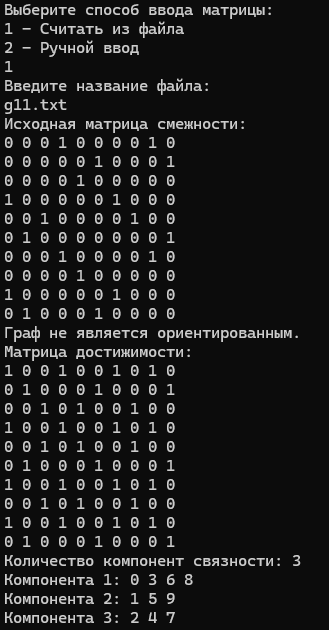 Выберите способ ввода матрицы:
1 – Считать из файла
2 – Ручной ввод
1
Введите название файла:
g11.txt
Исходная матрица смежности:
0 0 0 1 0 0 0 0 1 0
0 0 0 0 0 1 0 0 0 1
0 0 0 0 1 0 0 0 0 0
1 0 0 0 0 0 1 0 0 0
0 0 1 0 0 0 0 1 0 0
0 1 0 0 0 0 0 0 0 1
0 0 0 1 0 0 0 0 1 0
0 0 0 0 1 0 0 0 0 0
1 0 0 0 0 0 1 0 0 0
0 1 0 0 0 1 0 0 0 0
Граф не является ориентированным.
Матрица достижимости:
1 0 0 1 0 0 1 0 1 0
0 1 0 0 0 1 0 0 0 1
0 0 1 0 1 0 0 1 0 0
1 0 0 1 0 0 1 0 1 0
0 0 1 0 1 0 0 1 0 0
0 1 0 0 0 1 0 0 0 1
1 0 0 1 0 0 1 0 1 0
0 0 1 0 1 0 0 1 0 0
1 0 0 1 0 0 1 0 1 0
0 1 0 0 0 1 0 0 0 1
Количество компонент связности: 3
Компонента 1: 0 3 6 8
Компонента 2: 1 5 9
Компонента 3: 2 4 7